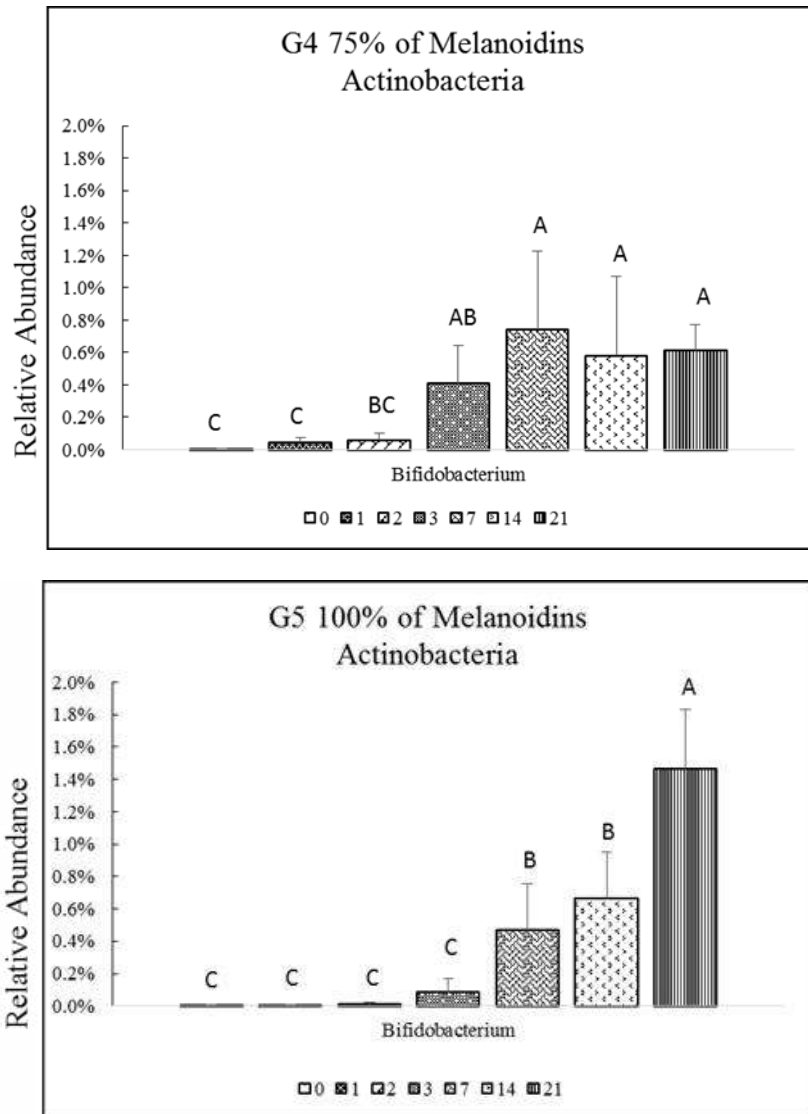 G4 75% of Melanoidins
Actinobacteria
Relative Abundance
2.0%
1.8%
1.6%
1.4%
1.2%
1.0%
0.8%
0.6%
0.4%
0.2%
0.0%
C C BC AB A A A
Bifidobacterium
0 1 2 3 7 14 21
G5 100% of Melanoidins
Actinobacteria
Relative Abundance
2.0%
1.8%
1.6%
1.4%
1.2%
1.0%
0.8%
0.6%
0.4%
0.2%
0.0%
C C C C B B A
Bifidobacterium
0 1 2 3 7 14 21